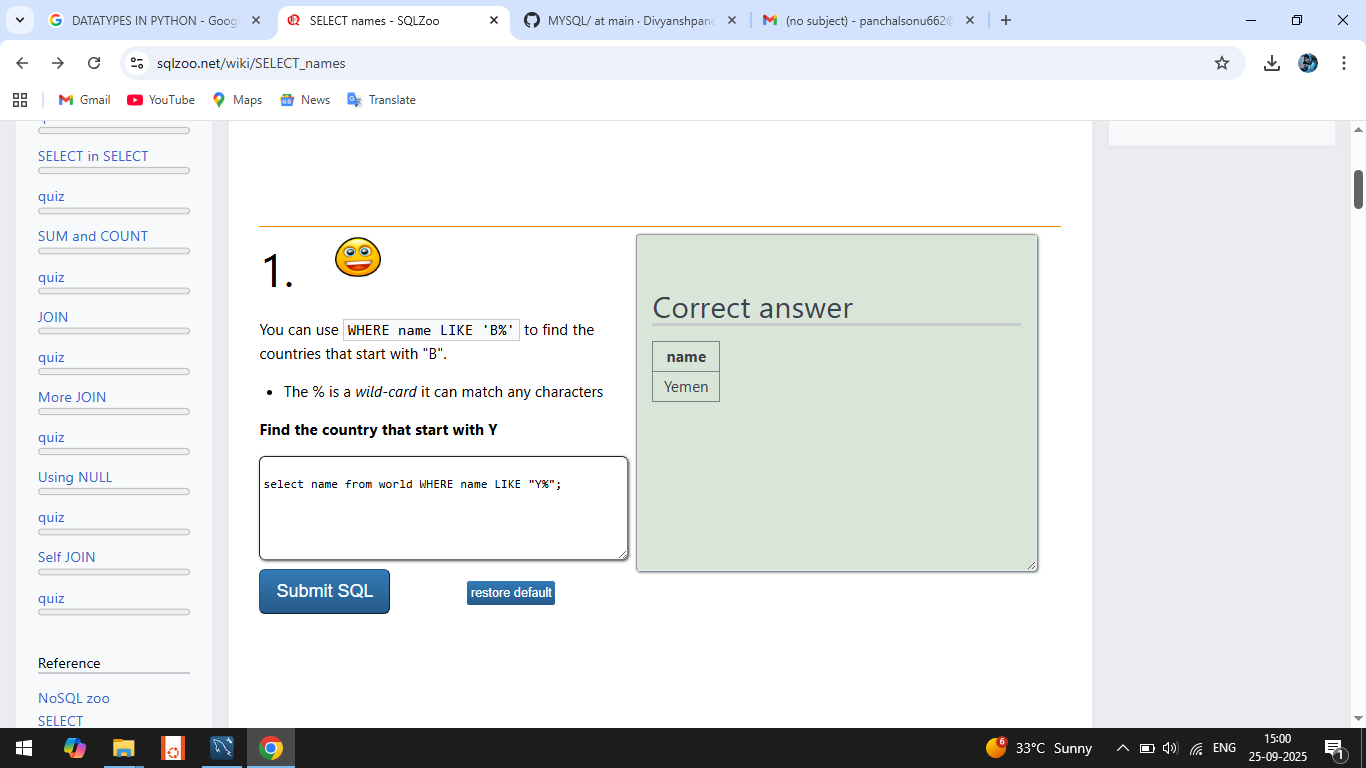 DATATYPES IN PYTHON - Goog
SELECT names - SQLZoo
MYSQL/ at main · Divyanshpan
(no subject) - panchalsonu662@
sqlzoo.net/wiki/SELECT_names
Gmail
YouTube
Maps
News
Translate
SELECT in SELECT
quiz
SUM and COUNT
quiz
JOIN
quiz
More JOIN
quiz
Using NULL
quiz
Self JOIN
quiz
Reference
NoSQL zoo
SELECT
1.
You can use WHERE name LIKE 'B%' to find the
countries that start with "B".
The % is a wild-card it can match any characters
Find the country that start with Y
select name from world WHERE name LIKE "Y%";
Submit SQL
restore default
Correct answer
name
Yemen
6
33°C Sunny
ENG
15:00
25-09-2025
1